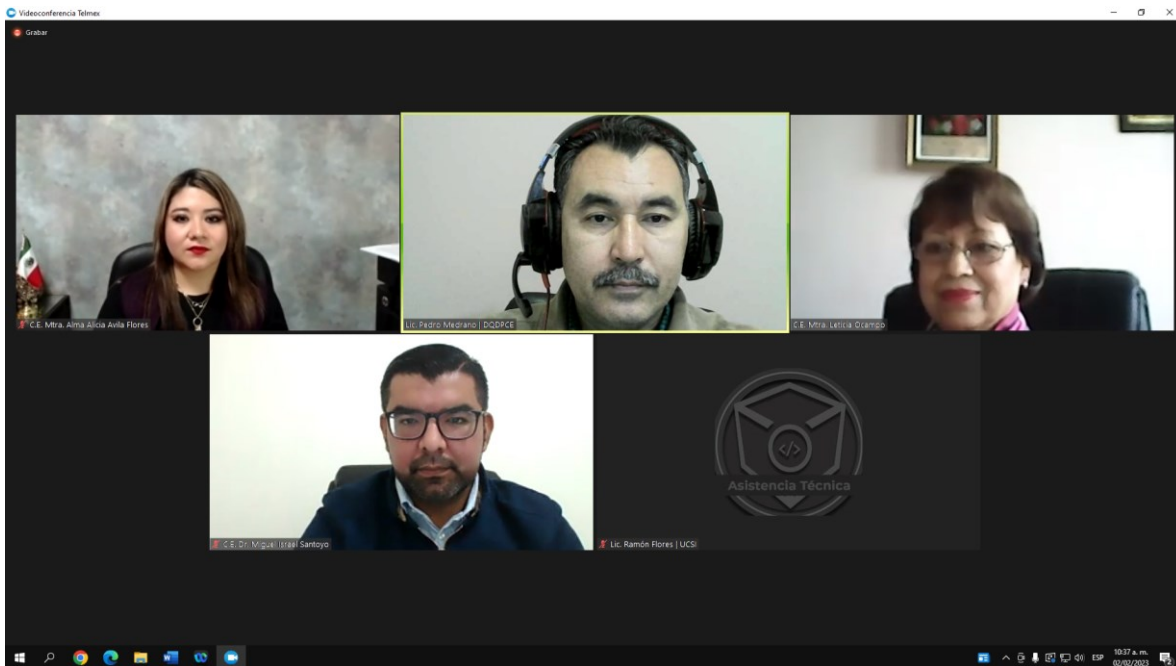 Videoconferencia Telmex
Grabar
C.E. Mtra. Alma Alicia Avila Flores
Lic. Pedro Medrano | DQDPCE
C.E. Mtra. Leticia Ocampo
C.E. Dr. Miguel Israel Santoyo
</>
Asistencia Técnica
Lic. Ramón Flores | UCSI
ESP
10:37 a. m.
02/02/2023